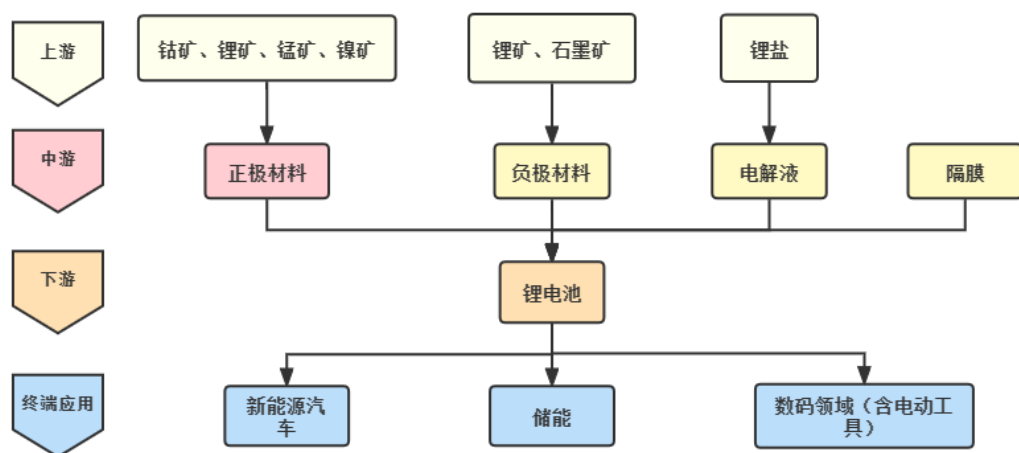 上游
钴矿、锂矿、锰矿、镍矿
锂矿、石墨矿
锂盐
中游
正极材料
负极材料
电解液
隔膜
下游
锂电池
终端应用
新能源汽
车
储能
数码领域（含电动工
具）